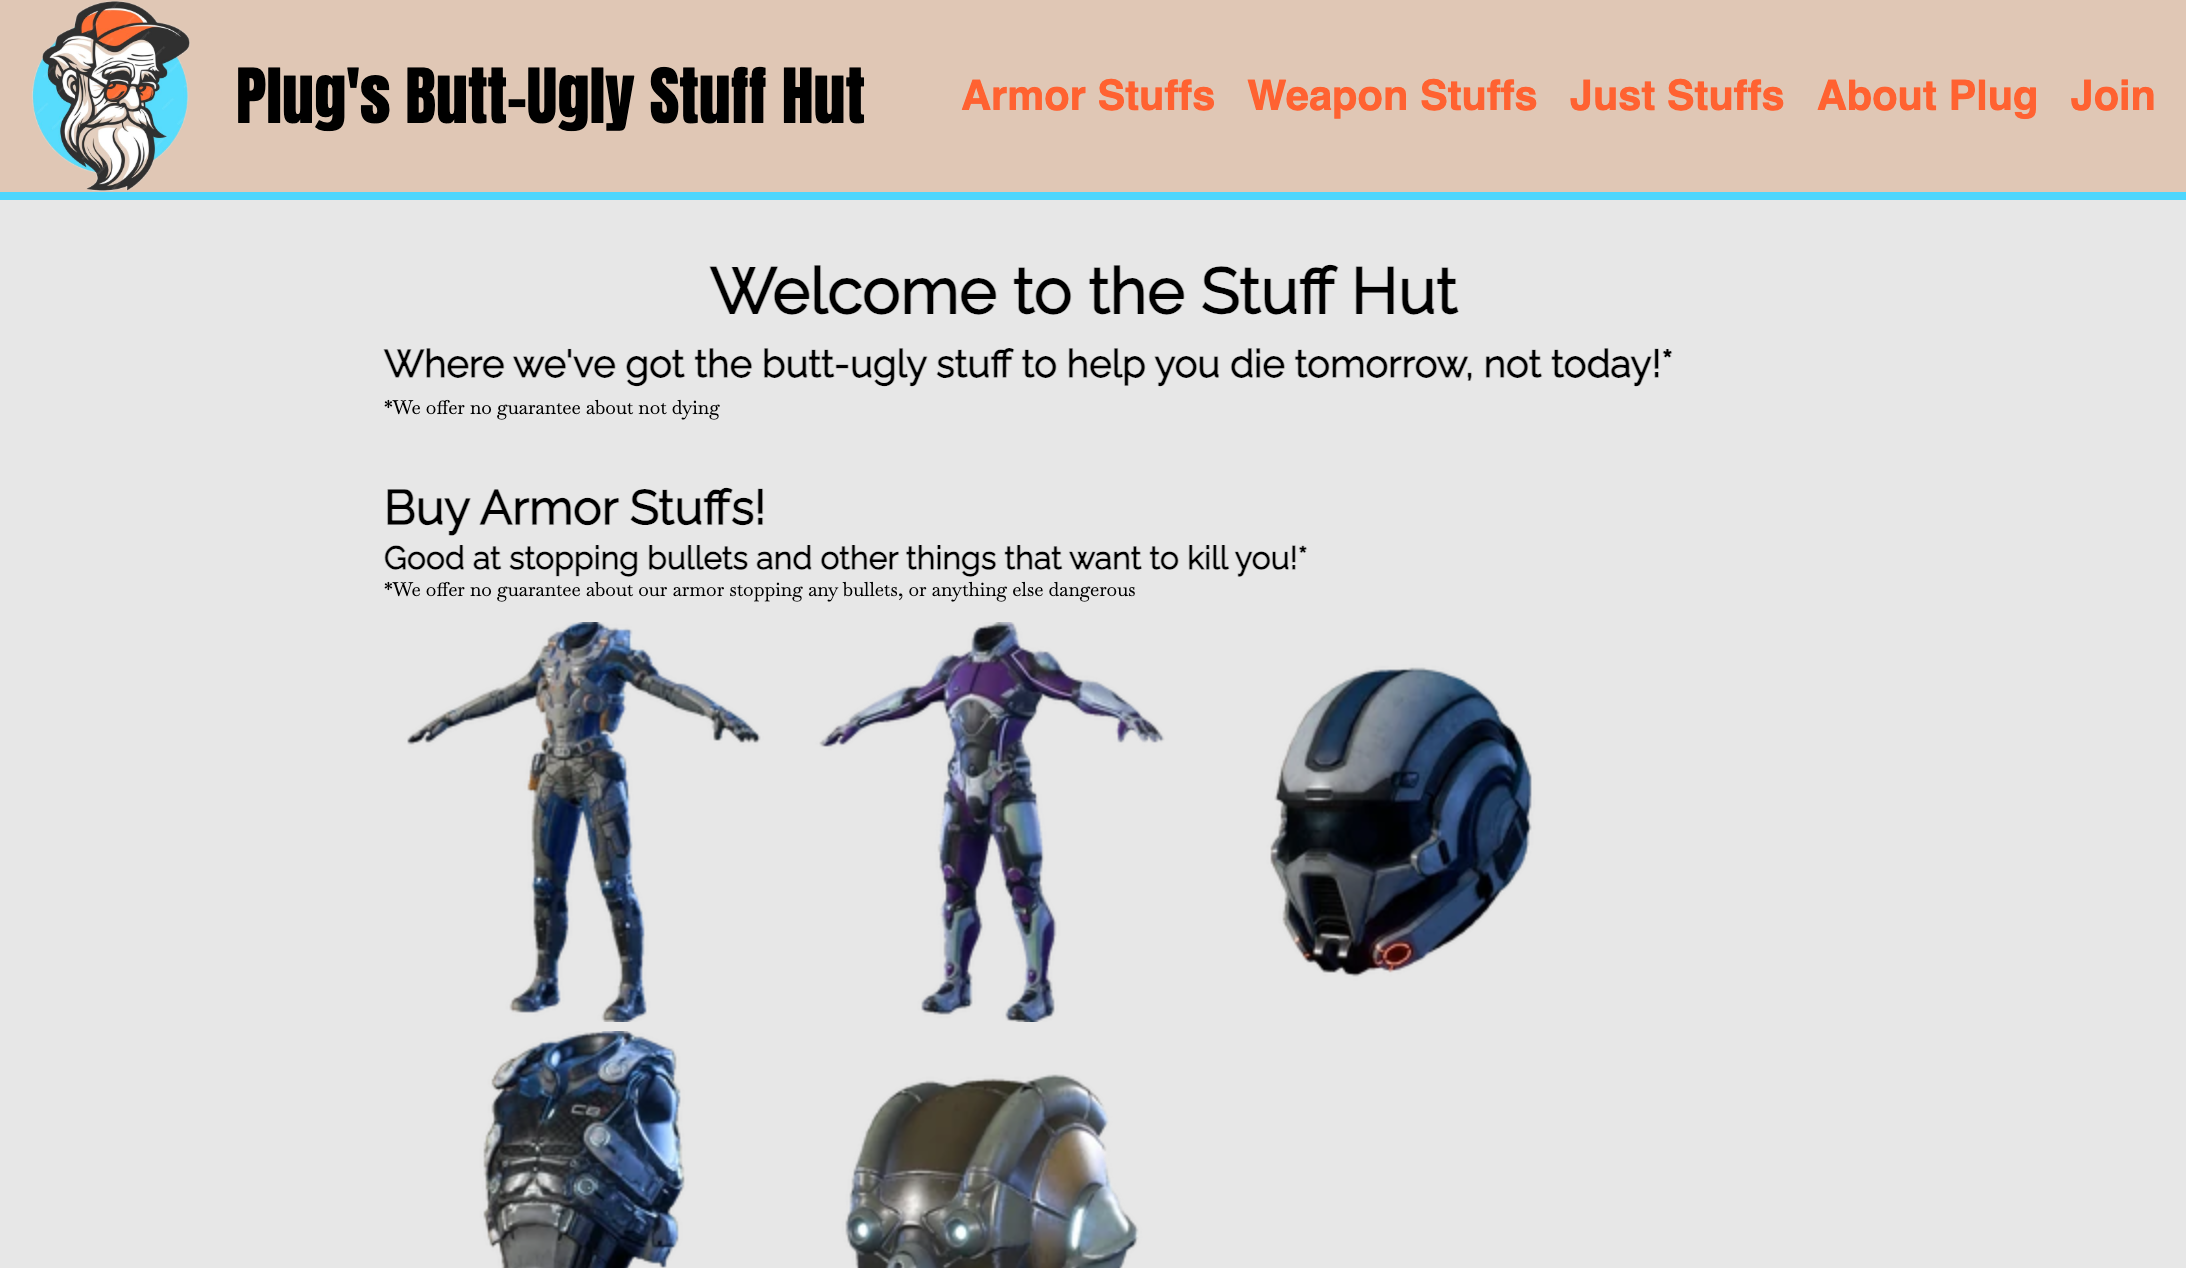 Plug's Butt-Ugly Stuff Hut
Armor Stuffs Weapon Stuffs Just Stuffs About Plug Join
Welcome to the Stuff Hut
Where we've got the butt-ugly stuff to help you die tomorrow, not today!*
*We offer no guarantee about not dying
Buy Armor Stuffs!
Good at stopping bullets and other things that want to kill you!*
*We offer no guarantee about our armor stopping any bullets, or anything else dangerous